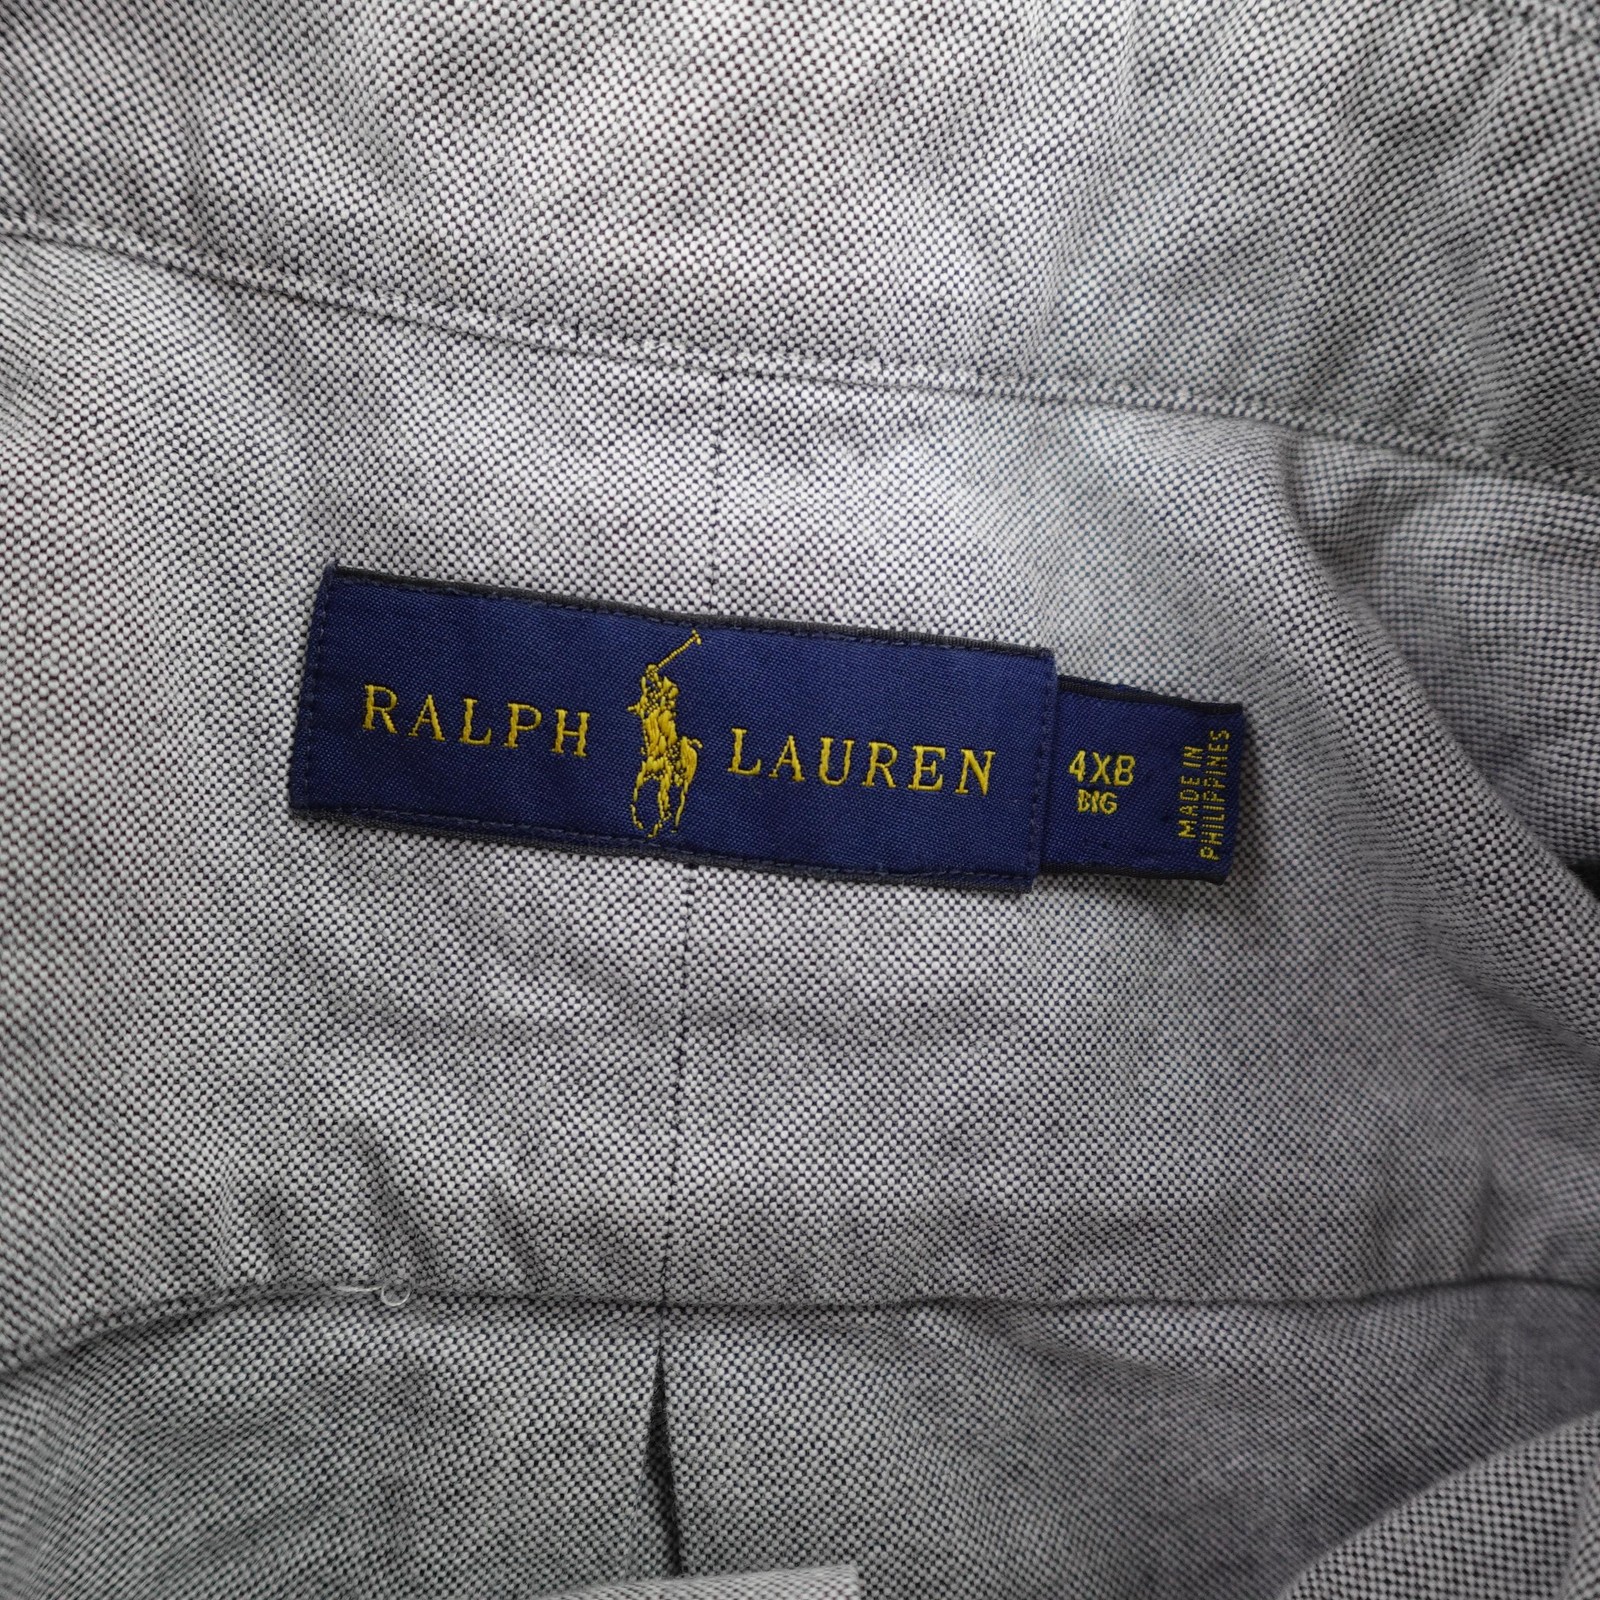 RALPH LAUREN
4XB
BIG
MADE IN
PHILIPPINES